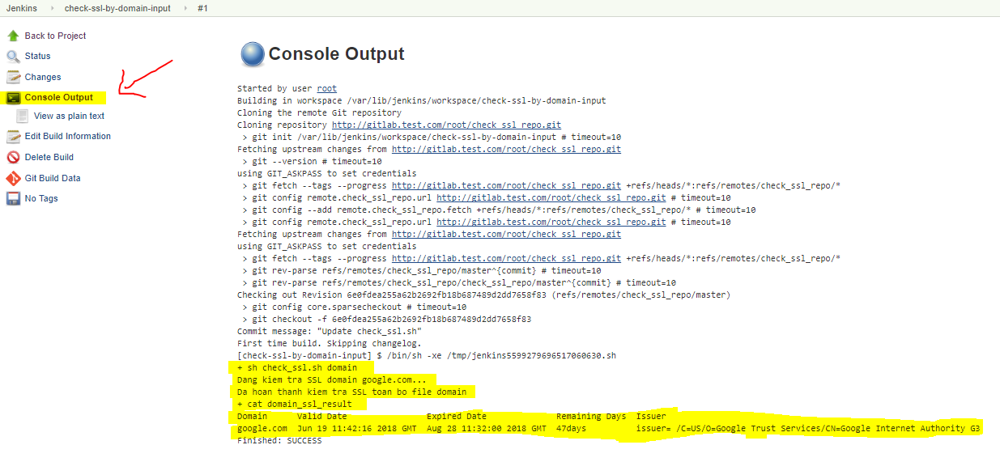 Jenkins › check-ssl-by-domain-input › #1
Back to Project
Status
Changes
Console Output
View as plain text
Edit Build Information
Delete Build
Git Build Data
No Tags
Console Output
Started by user root
Building in workspace /var/lib/jenkins/workspace/check-ssl-by-domain-input
Cloning the remote Git repository
Cloning repository http://gitlab.test.com/root/check_ssl_repo.git
> git init /var/lib/jenkins/workspace/check-ssl-by-domain-input # timeout=10
Fetching upstream changes from http://gitlab.test.com/root/check_ssl_repo.git
> git --version # timeout=10
using GIT_ASKPASS to set credentials
> git fetch --tags --progress http://gitlab.test.com/root/check_ssl_repo.git +refs/heads/*:refs/remotes/check_ssl_repo/*
> git config remote.check_ssl_repo.url http://gitlab.test.com/root/check_ssl_repo.git # timeout=10
> git config --add remote.check_ssl_repo.fetch +refs/heads/*:refs/remotes/check_ssl_repo/* # timeout=10
> git config remote.check_ssl_repo.url http://gitlab.test.com/root/check_ssl_repo.git # timeout=10
Fetching upstream changes from http://gitlab.test.com/root/check_ssl_repo.git
using GIT_ASKPASS to set credentials
> git fetch --tags --progress http://gitlab.test.com/root/check_ssl_repo.git +refs/heads/*:refs/remotes/check_ssl_repo/*
> git rev-parse refs/remotes/check_ssl_repo/master^{commit} # timeout=10
> git rev-parse refs/remotes/check_ssl_repo/check_ssl_repo/master^{commit} # timeout=10
Checking out Revision 6e0fdea255a62b2692fb18b687489d2dd7658f83 (refs/remotes/check_ssl_repo/master)
> git config core.sparsecheckout # timeout=10
> git checkout -f 6e0fdea255a62b2692fb18b687489d2dd7658f83
Commit message: "Update check_ssl.sh"
First time build. Skipping changelog.
[check-ssl-by-domain-input] $ /bin/sh -xe /tmp/jenkins5599279696517060630.sh
+ sh check_ssl.sh domain
Dang kiem tra SSL domain google.com...
Da hoan thanh kiem tra SSL toan bo file domain
+ cat domain_ssl_result
Domain Valid Date Expired Date Remaining Days Issuer
google.com Jun 19 11:42:16 2018 GMT Aug 28 11:32:00 2018 GMT 47days issuer= /C=US/O=Google Trust Services/CN=Google Internet Authority G3
Finished: SUCCESS